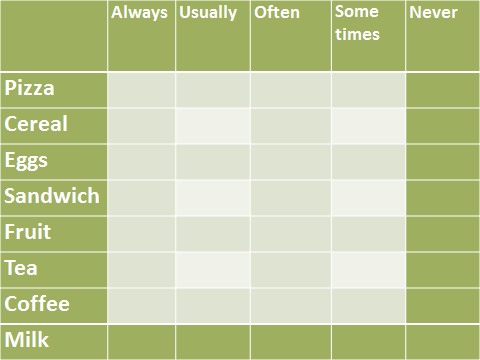 Always Usually Often Some
times Never
Pizza
Cereal
Eggs
Sandwich
Fruit
Tea
Coffee
Milk